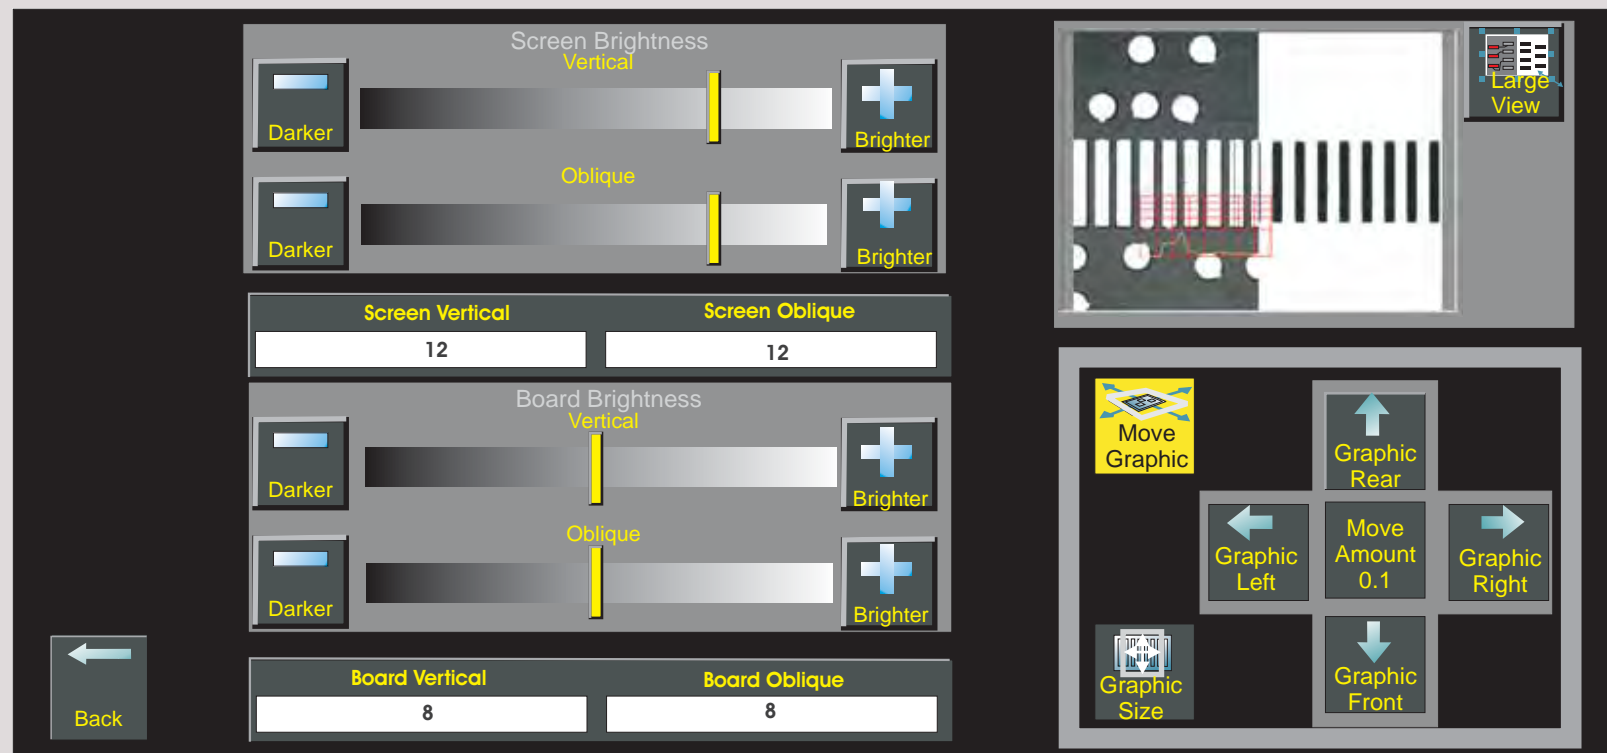 Screen Brightness
Vertical
Darker
Brighter
Oblique
Darker
Brighter
Screen Vertical
Screen Oblique
12
12
Board Brightness
Vertical
Darker
Brighter
Oblique
Darker
Brighter
Board Vertical
Board Oblique
8
8
Back
Large
View
Move
Graphic
Graphic
Rear
Graphic
Left
Move
Amount
0.1
Graphic
Right
Graphic
Size
Graphic
Front